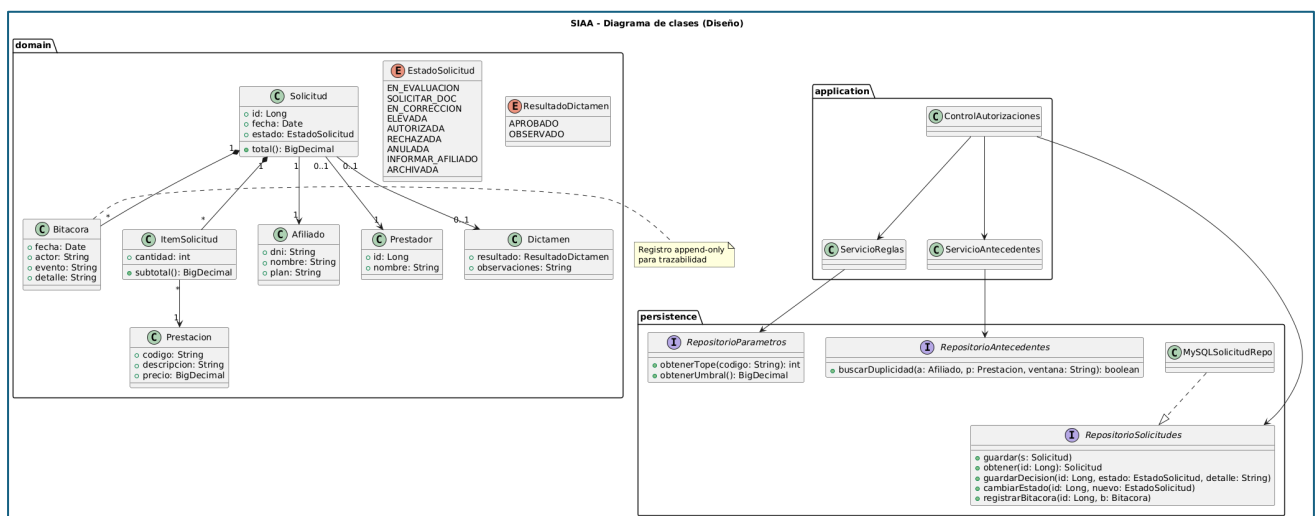 SIAA - Diagrama de clases (Diseño)
domain
C Solicitud
id: Long
fecha: Date
estado: EstadoSolicitud
total(): BigDecimal
E EstadoSolicitud
EN_EVALUACION
SOLICITAR_DOC
EN_CORRECCION
ELEVADA
AUTORIZADA
RECHAZADA
ANULADA
INFORMAR_AFILIADO
ARCHIVADA
E ResultadoDictamen
APROBADO
OBSERVADO
1
1
1
0..1
0..1
*
*
1
1
0..1
C Bitacora
fecha: Date
actor: String
evento: String
detalle: String
C ItemSolicitud
cantidad: int
subtotal(): BigDecimal
C Afiliado
dni: String
nombre: String
plan: String
C Prestador
id: Long
nombre: String
C Dictamen
resultado: ResultadoDictamen
observaciones: String
*
1
C Prestacion
codigo: String
descripcion: String
precio: BigDecimal
Registro append-only
para trazabilidad
application
C ControlAutorizaciones
C ServicioReglas
C ServicioAntecedentes
persistence
I RepositorioParametros
obtenerTope(codigo: String): int
obtenerUmbral(): BigDecimal
I RepositorioAntecedentes
buscarDuplicidad(a: Afiliado, p: Prestacion, ventana: String): boolean
C MySQLSolicitudRepo
I RepositorioSolicitudes
guardar(s: Solicitud)
obtener(id: Long): Solicitud
guardarDecision(id: Long, estado: EstadoSolicitud, detalle: String)
cambiarEstado(id: Long, nuevo: EstadoSolicitud)
registrarBitacora(id: Long, b: Bitacora)